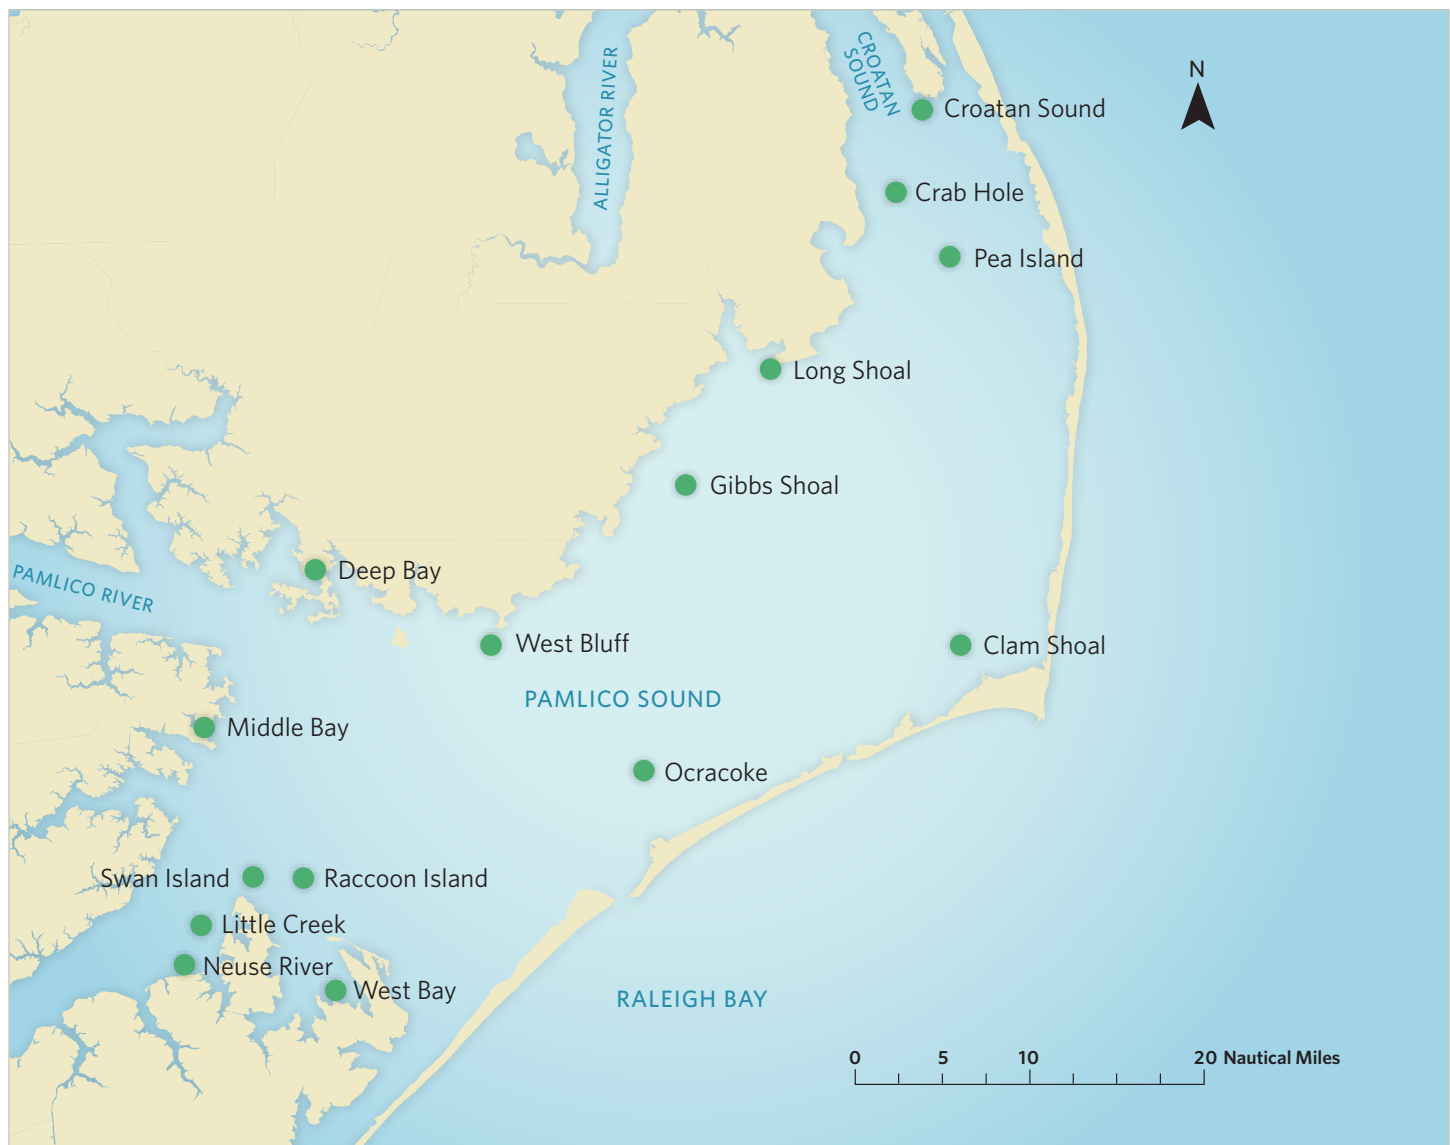 CROATAN
SOUND
N
ALLIGATOR RIVER
Croatan Sound
Crab Hole
Pea Island
Long Shoal
Gibbs Shoal
Deep Bay
PAMLICO RIVER
West Bluff
Clam Shoal
PAMLICO SOUND
Middle Bay
Ocracoke
Swan Island
Raccoon Island
Little Creek
Neuse River
West Bay
RALEIGH BAY
0 5 10 20 Nautical Miles